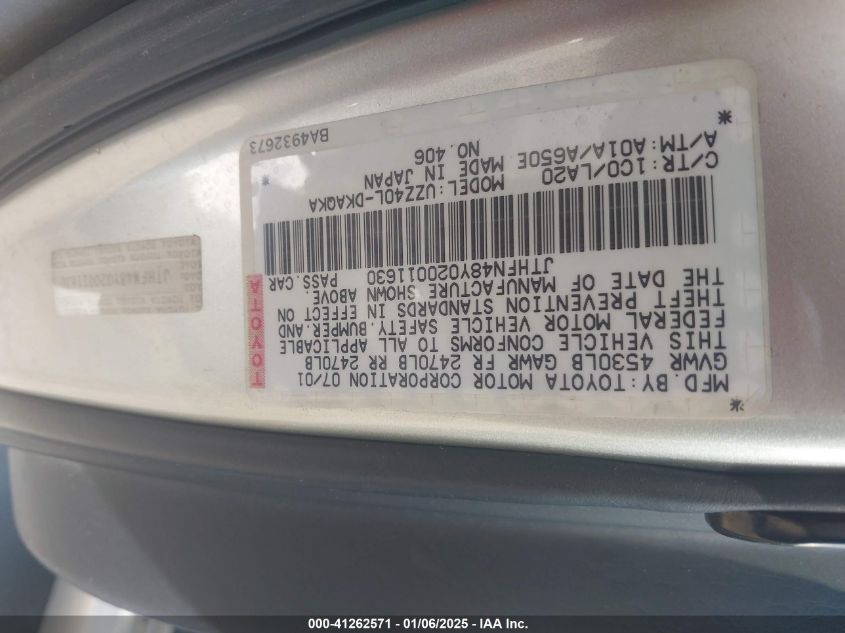 MFD.BY:TOYOTA MOTOR CORPORATION 07/01
GVWR 4530LB GAWR FR 2470LB RR 2470LB
THIS VEHICLE CONFORMS TO ALL APPLICABLE
FEDERAL MOTOR VEHICLE SAFETY.BUMPER.AND
THEFT PREVENTION STANDARDS IN EFFECT ON
THE DATE OF MANUFACTURE SHOWN ABOVE.
JTHFN48Y020011630 PASS.CAR
MODEL:UZZ40L-DKAQKA
C/TR:1C0/LA20 MADE IN JAPAN
A/TM:A01A/A650E NO.406
BA4932673
TOYOTA
000-41262571 - 01/06/2025 - IAA Inc.